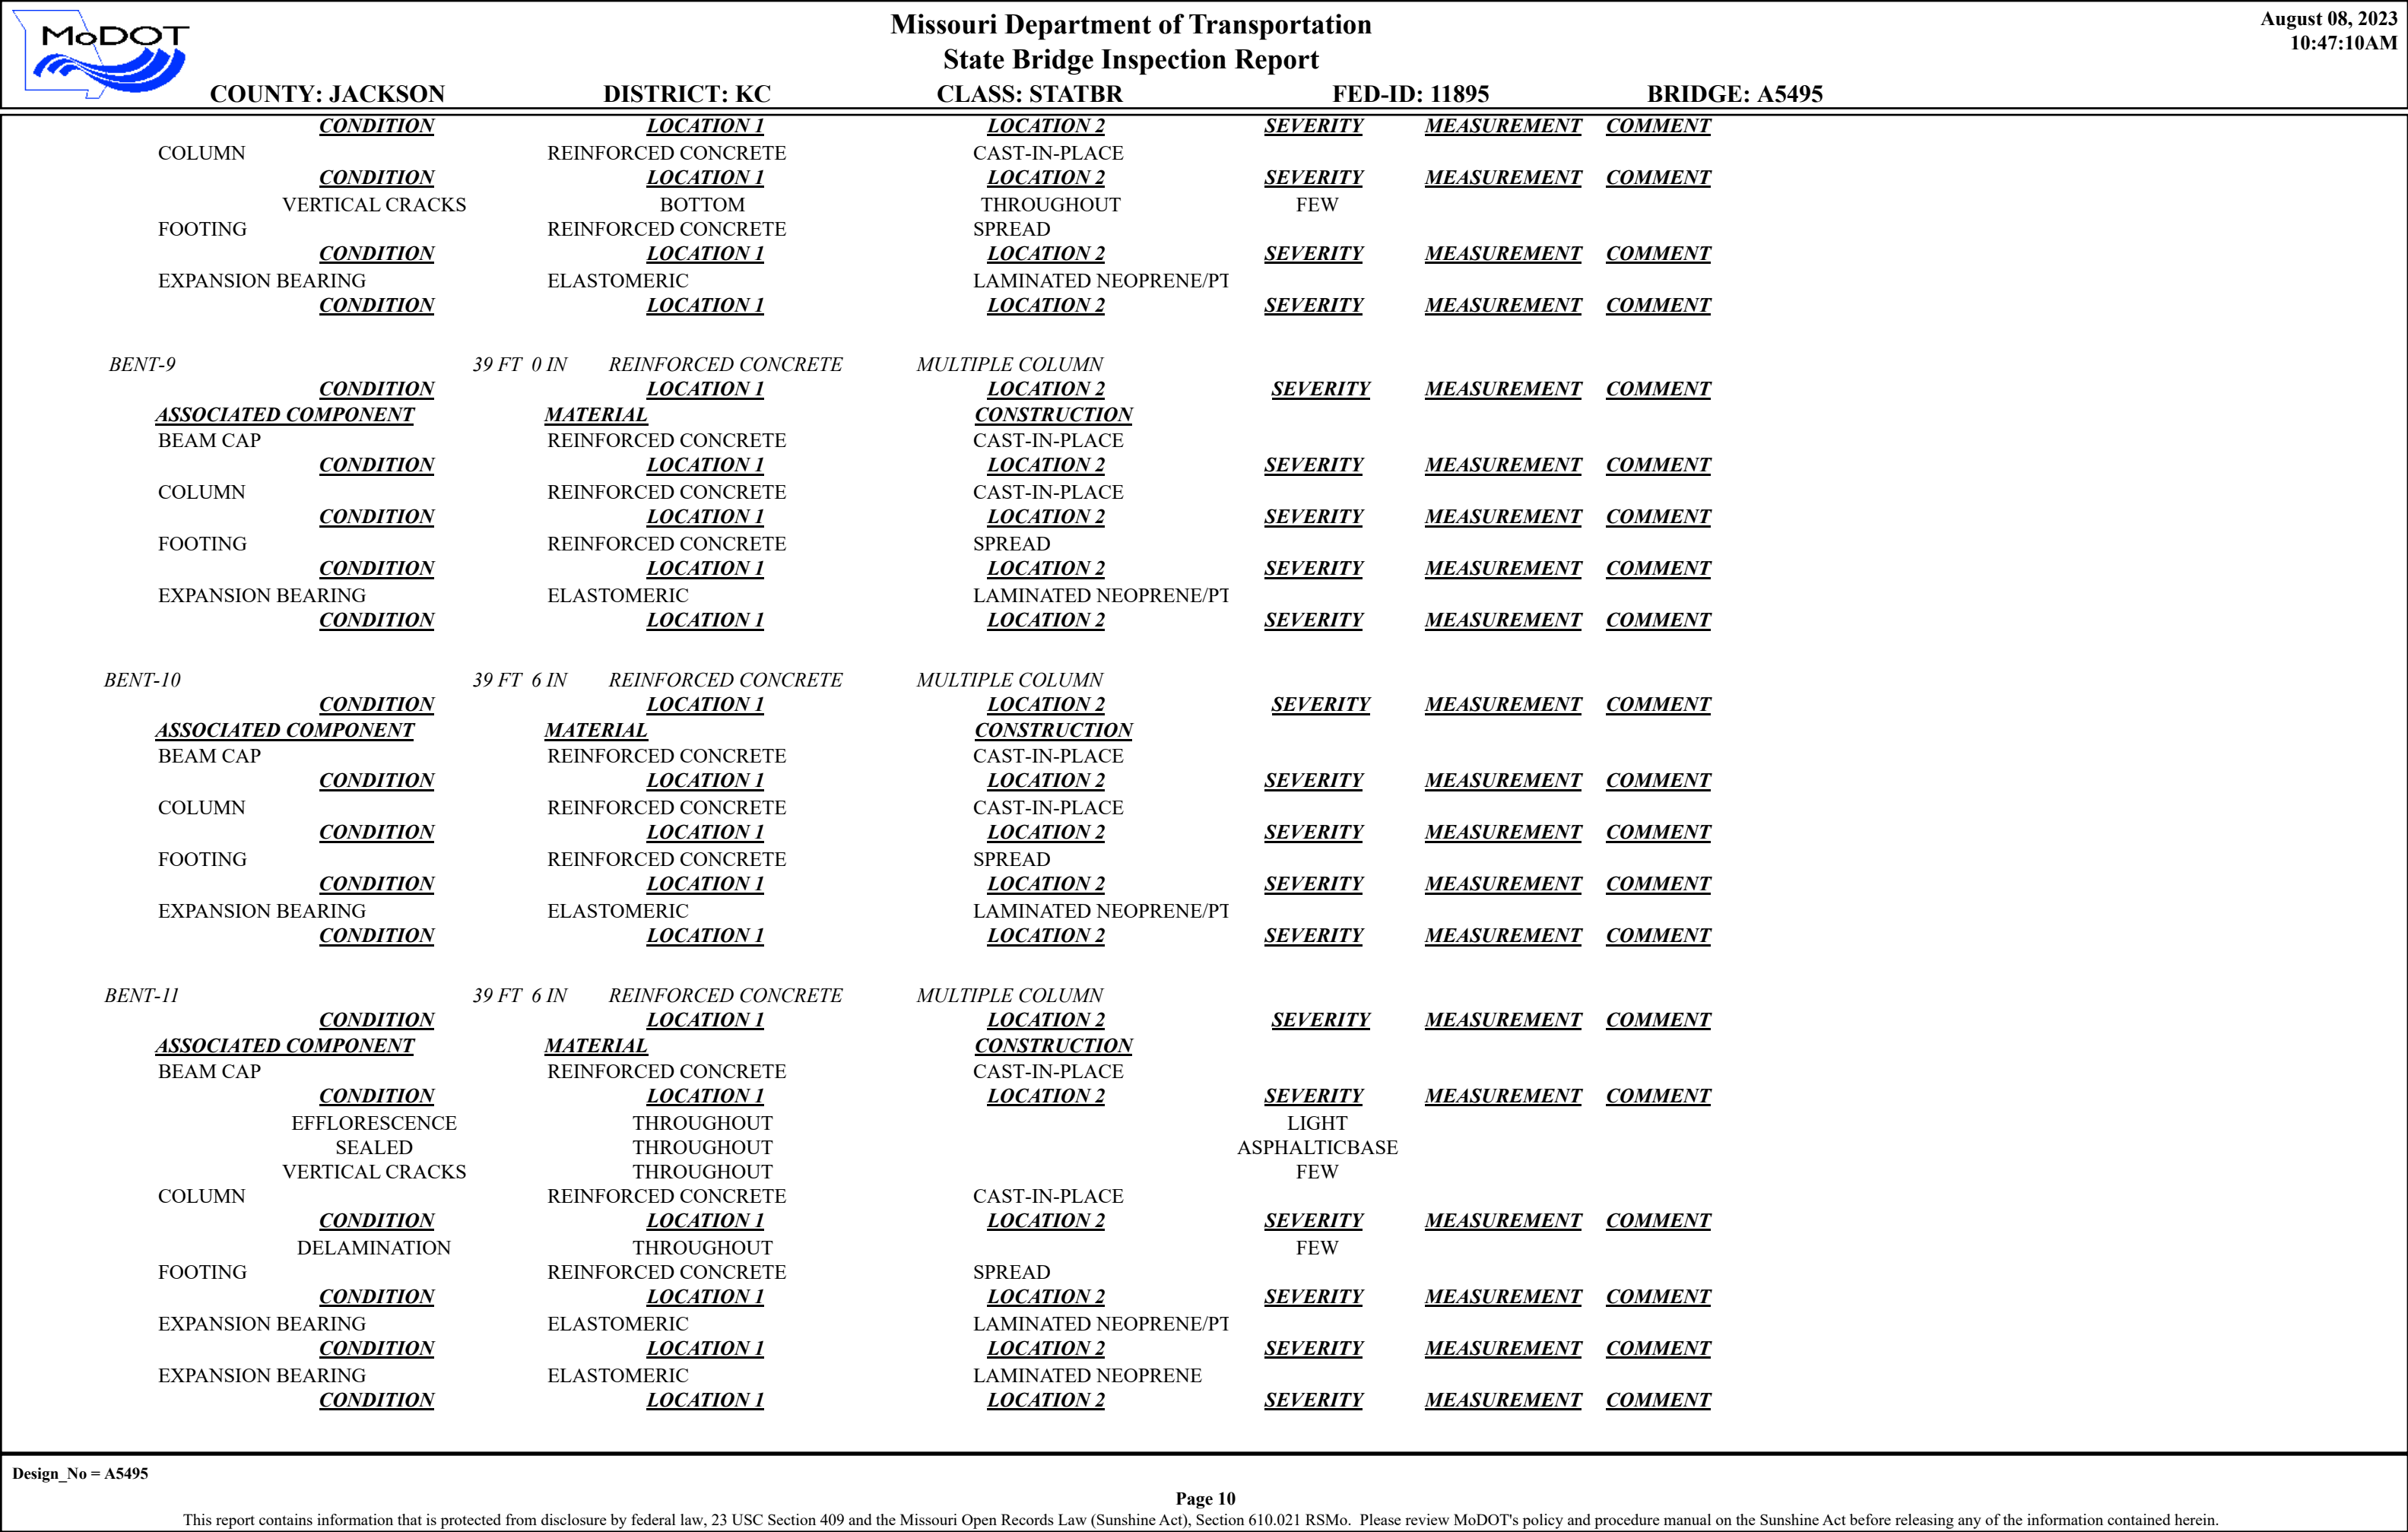 MoDOT
Missouri Department of Transportation
State Bridge Inspection Report
August 08, 2023
10:47:10AM
COUNTY: JACKSON DISTRICT: KC CLASS: STATBR FED-ID: 11895 BRIDGE: A5495
CONDITION LOCATION 1 LOCATION 2 SEVERITY MEASUREMENT COMMENT
COLUMN REINFORCED CONCRETE CAST-IN-PLACE
CONDITION LOCATION 1 LOCATION 2 SEVERITY MEASUREMENT COMMENT
VERTICAL CRACKS BOTTOM THROUGHOUT FEW
FOOTING REINFORCED CONCRETE SPREAD
CONDITION LOCATION 1 LOCATION 2 SEVERITY MEASUREMENT COMMENT
EXPANSION BEARING ELASTOMERIC LAMINATED NEOPRENE/PT
CONDITION LOCATION 1 LOCATION 2 SEVERITY MEASUREMENT COMMENT
BENT-9 39 FT 0 IN REINFORCED CONCRETE MULTIPLE COLUMN
CONDITION LOCATION 1 LOCATION 2 SEVERITY MEASUREMENT COMMENT
ASSOCIATED COMPONENT MATERIAL CONSTRUCTION
BEAM CAP REINFORCED CONCRETE CAST-IN-PLACE
CONDITION LOCATION 1 LOCATION 2 SEVERITY MEASUREMENT COMMENT
COLUMN REINFORCED CONCRETE CAST-IN-PLACE
CONDITION LOCATION 1 LOCATION 2 SEVERITY MEASUREMENT COMMENT
FOOTING REINFORCED CONCRETE SPREAD
CONDITION LOCATION 1 LOCATION 2 SEVERITY MEASUREMENT COMMENT
EXPANSION BEARING ELASTOMERIC LAMINATED NEOPRENE/PT
CONDITION LOCATION 1 LOCATION 2 SEVERITY MEASUREMENT COMMENT
BENT-10 39 FT 6 IN REINFORCED CONCRETE MULTIPLE COLUMN
CONDITION LOCATION 1 LOCATION 2 SEVERITY MEASUREMENT COMMENT
ASSOCIATED COMPONENT MATERIAL CONSTRUCTION
BEAM CAP REINFORCED CONCRETE CAST-IN-PLACE
CONDITION LOCATION 1 LOCATION 2 SEVERITY MEASUREMENT COMMENT
COLUMN REINFORCED CONCRETE CAST-IN-PLACE
CONDITION LOCATION 1 LOCATION 2 SEVERITY MEASUREMENT COMMENT
FOOTING REINFORCED CONCRETE SPREAD
CONDITION LOCATION 1 LOCATION 2 SEVERITY MEASUREMENT COMMENT
EXPANSION BEARING ELASTOMERIC LAMINATED NEOPRENE/PT
CONDITION LOCATION 1 LOCATION 2 SEVERITY MEASUREMENT COMMENT
BENT-11 39 FT 6 IN REINFORCED CONCRETE MULTIPLE COLUMN
CONDITION LOCATION 1 LOCATION 2 SEVERITY MEASUREMENT COMMENT
ASSOCIATED COMPONENT MATERIAL CONSTRUCTION
BEAM CAP REINFORCED CONCRETE CAST-IN-PLACE
CONDITION LOCATION 1 LOCATION 2 SEVERITY MEASUREMENT COMMENT
EFFLORESCENCE THROUGHOUT LIGHT
SEALED THROUGHOUT ASPHALTICBASE
VERTICAL CRACKS THROUGHOUT FEW
COLUMN REINFORCED CONCRETE CAST-IN-PLACE
CONDITION LOCATION 1 LOCATION 2 SEVERITY MEASUREMENT COMMENT
DELAMINATION THROUGHOUT FEW
FOOTING REINFORCED CONCRETE SPREAD
CONDITION LOCATION 1 LOCATION 2 SEVERITY MEASUREMENT COMMENT
EXPANSION BEARING ELASTOMERIC LAMINATED NEOPRENE/PT
CONDITION LOCATION 1 LOCATION 2 SEVERITY MEASUREMENT COMMENT
EXPANSION BEARING ELASTOMERIC LAMINATED NEOPRENE
CONDITION LOCATION 1 LOCATION 2 SEVERITY MEASUREMENT COMMENT
Design_No = A5495
Page 10
This report contains information that is protected from disclosure by federal law, 23 USC Section 409 and the Missouri Open Records Law (Sunshine Act), Section 610.021 RSMo. Please review MoDOT's policy and procedure manual on the Sunshine Act before releasing any of the information contained herein.